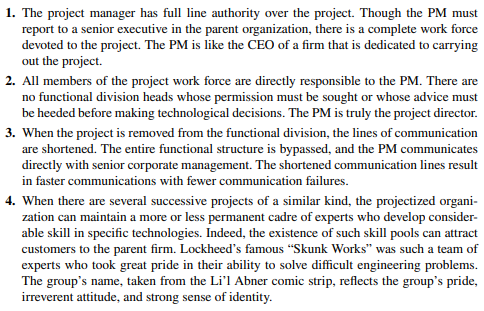 1. The project manager has full line authority over the project. Though the PM must
report to a senior executive in the parent organization, there is a complete work force
devoted to the project. The PM is like the CEO of a firm that is dedicated to carrying
out the project.
2. All members of the project work force are directly responsible to the PM. There are
no functional division heads whose permission must be sought or whose advice must
be heeded before making technological decisions. The PM is truly the project director.
3. When the project is removed from the functional division, the lines of communication
are shortened. The entire functional structure is bypassed, and the PM communicates
directly with senior corporate management. The shortened communication lines result
in faster communications with fewer communication failures.
4. When there are several successive projects of a similar kind, the projectized organi-
zation can maintain a more or less permanent cadre of experts who develop consider-
able skill in specific technologies. Indeed, the existence of such skill pools can attract
customers to the parent firm. Lockheed’s famous “Skunk Works” was such a team of
experts who took great pride in their ability to solve difficult engineering problems.
The group’s name, taken from the Li’l Abner comic strip, reflects the group’s pride,
irreverent attitude, and strong sense of identity.